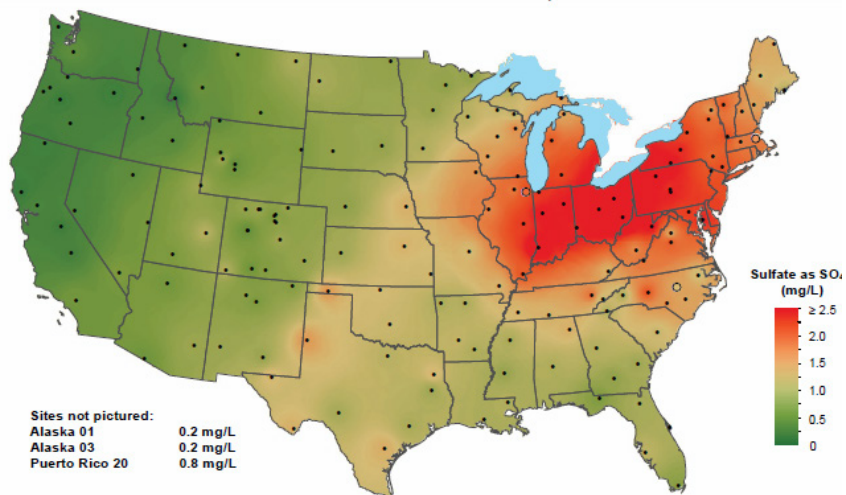 Sulfate as SO₄
(mg/L)
≥ 2.5
2.0
1.5
1.0
0.5
0
Sites not pictured:
Alaska 01 0.2 mg/L
Alaska 03 0.2 mg/L
Puerto Rico 20 0.8 mg/L